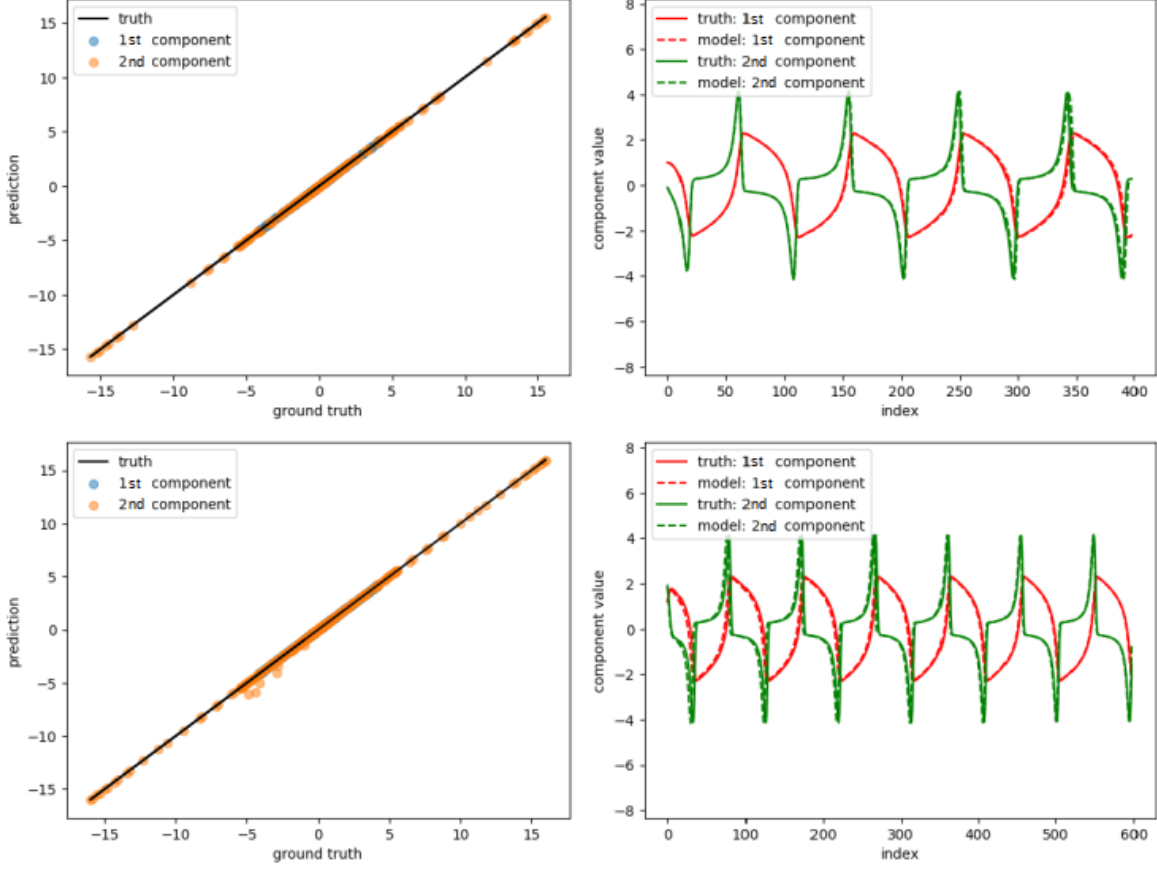 truth
1st component
2nd component
prediction
15
10
5
0
−5
−10
−15
−15
−10
−5
0
5
10
15
ground truth
truth: 1st component
model: 1st component
truth: 2nd component
model: 2nd component
component value
8
6
4
2
0
−2
−4
−6
−8
0
50
100
150
200
250
300
350
400
index
truth
1st component
2nd component
prediction
15
10
5
0
−5
−10
−15
−15
−10
−5
0
5
10
15
ground truth
truth: 1st component
model: 1st component
truth: 2nd component
model: 2nd component
component value
8
6
4
2
0
−2
−4
−6
−8
0
100
200
300
400
500
600
index